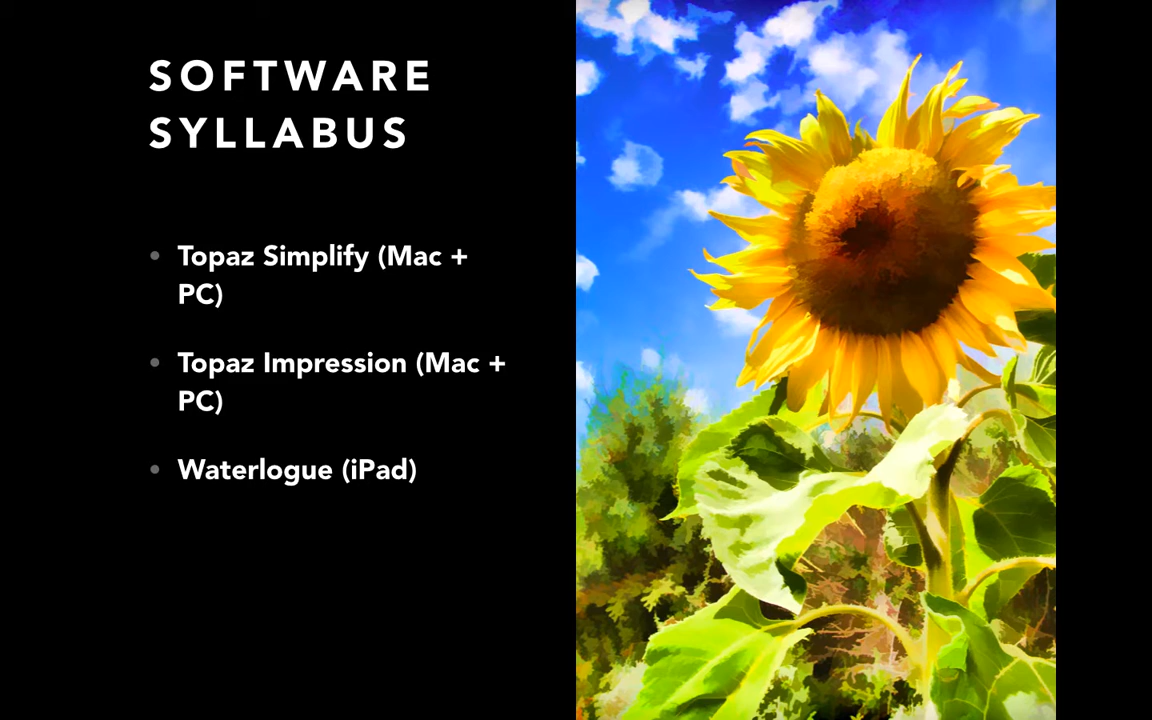 SOFTWARE
SYLLABUS
• Topaz Simplify (Mac +
PC)
• Topaz Impression (Mac +
PC)
• Waterlogue (iPad)